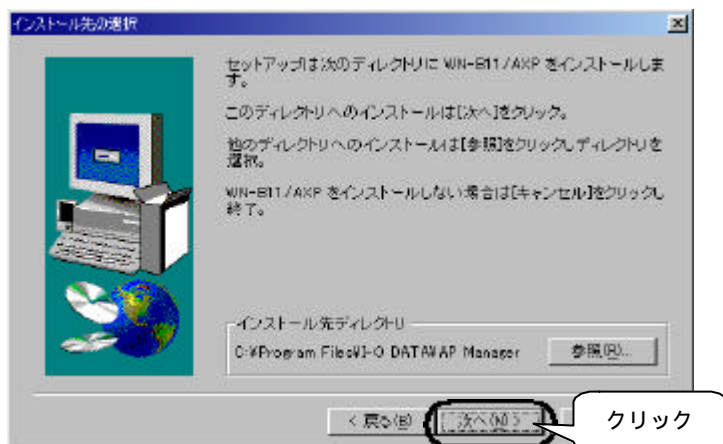 インストール先の選択
セットアップは次のディレクトリに WN-B11/AXP をインストールしま
す。
このディレクトリへのインストールは[次へ]をクリック。
他のディレクトリへのインストールは[参照]をクリックしディレクトリを
選択。
WN-B11/AXP をインストールしない場合は[キャンセル]をクリックし
終了。
インストール先ディレクトリ
C:¥Program Files¥I-O DATA¥AP Manager
参照(R)...
< 戻る(B)
次へ(N) >
クリック